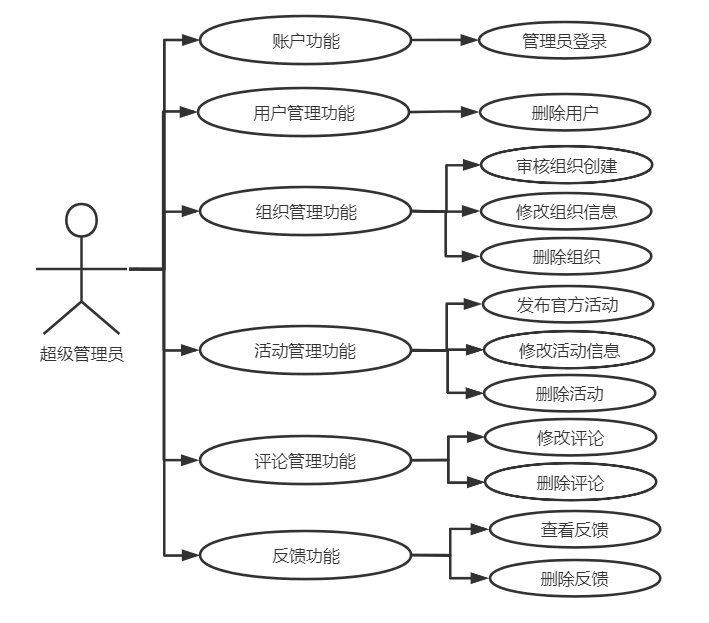 账户功能
管理员登录
用户管理功能
删除用户
组织管理功能
审核组织创建
修改组织信息
删除组织
超级管理员
活动管理功能
发布官方活动
修改活动信息
删除活动
评论管理功能
修改评论
删除评论
反馈功能
查看反馈
删除反馈